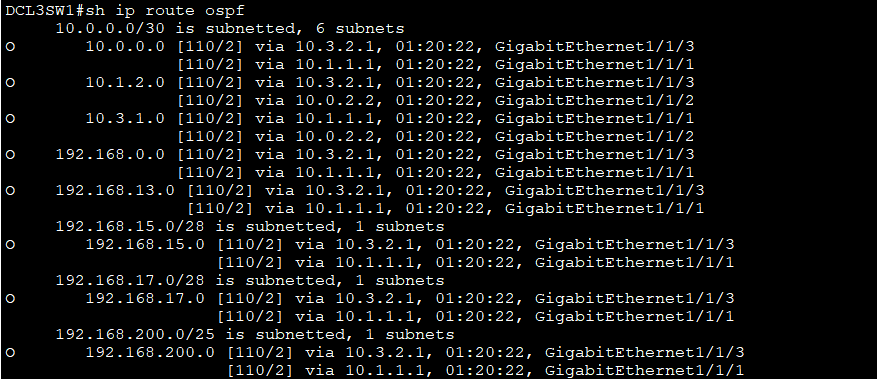 DCL3SW1#sh ip route ospf
     10.0.0.0/30 is subnetted, 6 subnets
O       10.0.0.0 [110/2] via 10.3.2.1, 01:20:22, GigabitEthernet1/1/3
                 [110/2] via 10.1.1.1, 01:20:22, GigabitEthernet1/1/1
O       10.1.2.0 [110/2] via 10.3.2.1, 01:20:22, GigabitEthernet1/1/3
                 [110/2] via 10.0.2.2, 01:20:22, GigabitEthernet1/1/2
O       10.3.1.0 [110/2] via 10.1.1.1, 01:20:22, GigabitEthernet1/1/1
                 [110/2] via 10.0.2.2, 01:20:22, GigabitEthernet1/1/2
O    192.168.0.0 [110/2] via 10.3.2.1, 01:20:22, GigabitEthernet1/1/3
                 [110/2] via 10.1.1.1, 01:20:22, GigabitEthernet1/1/1
O    192.168.13.0 [110/2] via 10.3.2.1, 01:20:22, GigabitEthernet1/1/3
                  [110/2] via 10.1.1.1, 01:20:22, GigabitEthernet1/1/1
     192.168.15.0/28 is subnetted, 1 subnets
O       192.168.15.0 [110/2] via 10.3.2.1, 01:20:22, GigabitEthernet1/1/3
                     [110/2] via 10.1.1.1, 01:20:22, GigabitEthernet1/1/1
     192.168.17.0/28 is subnetted, 1 subnets
O       192.168.17.0 [110/2] via 10.3.2.1, 01:20:22, GigabitEthernet1/1/3
                     [110/2] via 10.1.1.1, 01:20:22, GigabitEthernet1/1/1
     192.168.200.0/25 is subnetted, 1 subnets
O       192.168.200.0 [110/2] via 10.3.2.1, 01:20:22, GigabitEthernet1/1/3
                      [110/2] via 10.1.1.1, 01:20:22, GigabitEthernet1/1/1